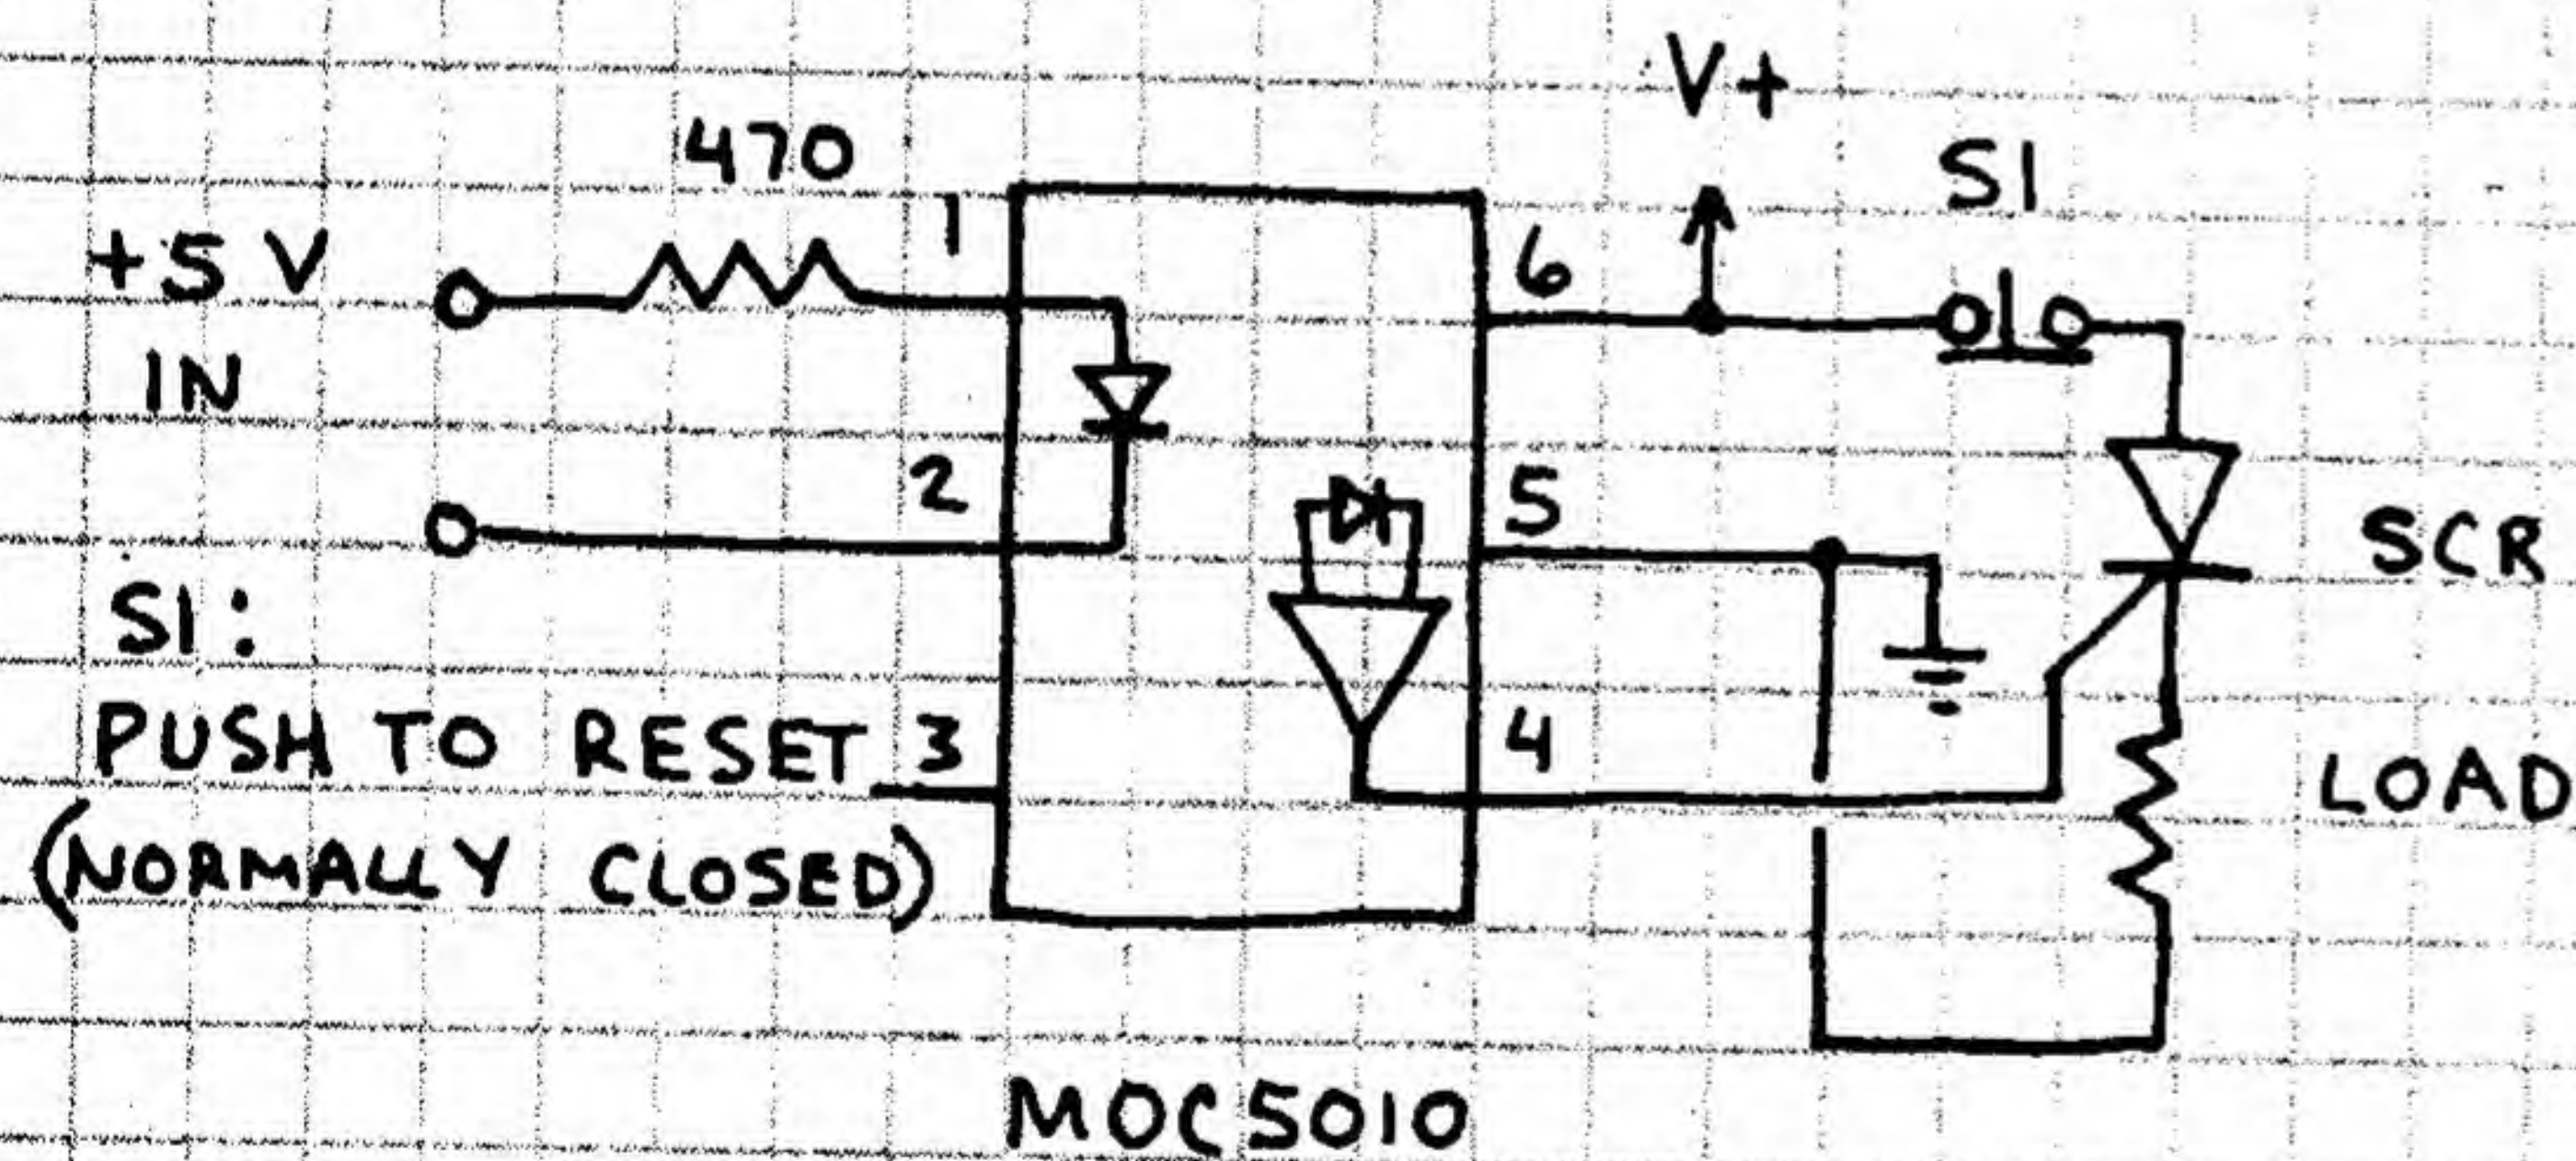 V+
470
S1
1
6
+5 V
IN
2
5
SCR
S1:
PUSH TO RESET
3
4
LOAD
(NORMALLY CLOSED)
MOC5010